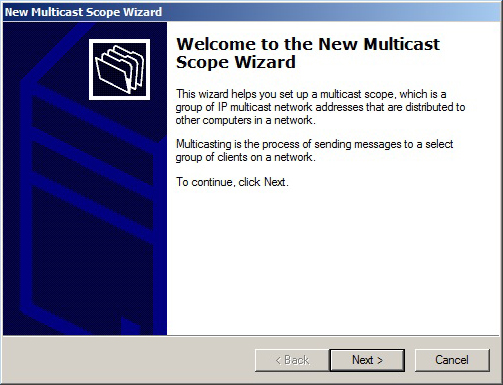 New Multicast Scope Wizard
Welcome to the New Multicast
Scope Wizard
This wizard helps you set up a multicast scope, which is a
group of IP multicast network addresses that are distributed to
other computers in a network.
Multicasting is the process of sending messages to a select
group of clients on a network.
To continue, click Next.
< Back
Next >
Cancel